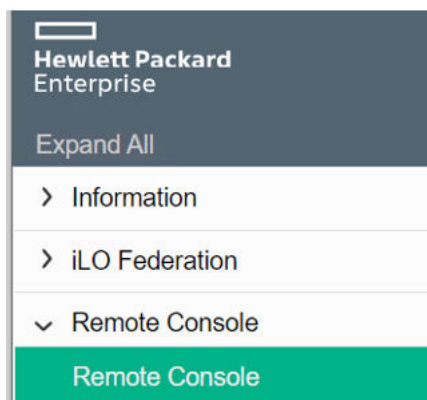 Hewlett Packard
Enterprise
Expand All
Information
iLO Federation
Remote Console
Remote Console